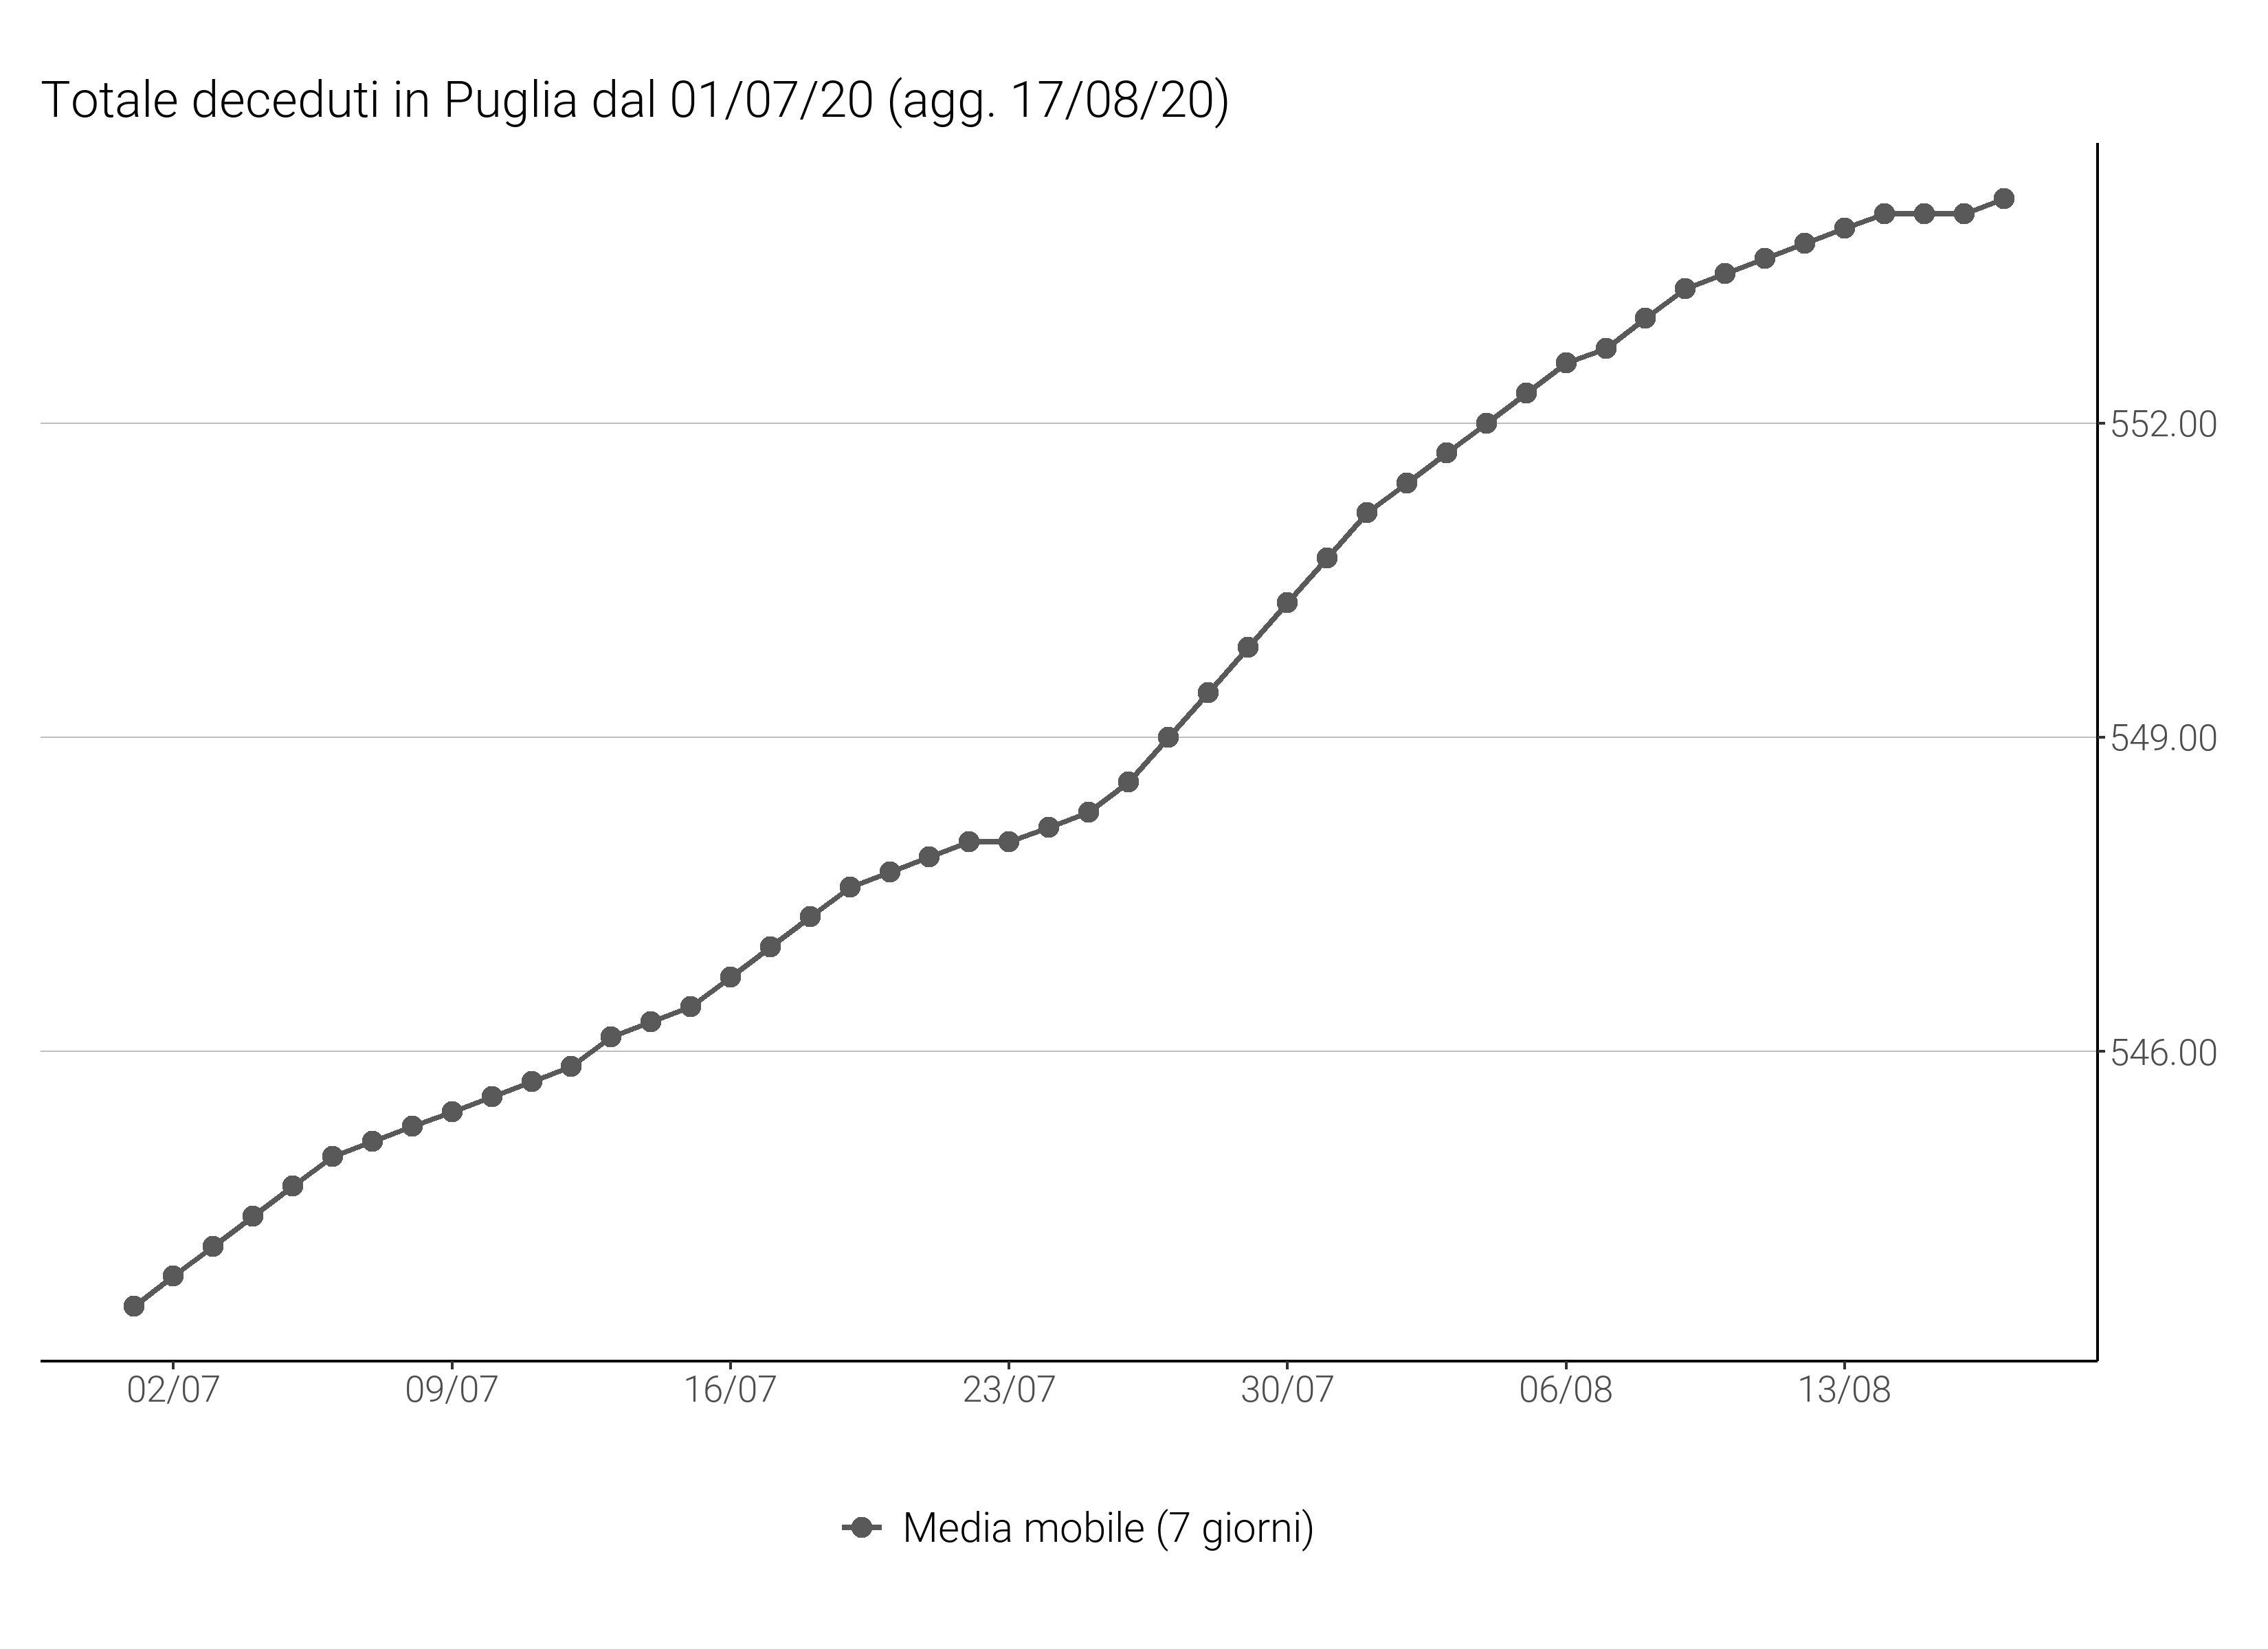 Totale deceduti in Puglia dal 01/07/20 (agg. 17/08/20)
552.00
549.00
546.00
02/07 09/07 16/07 23/07 30/07 06/08 13/08
Media mobile (7 giorni)